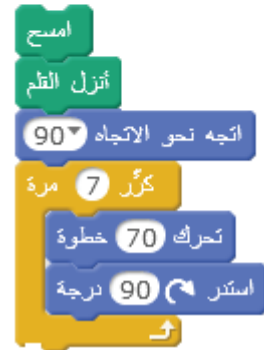 امسح
أنزل القلم
اتجه نحو الاتجاه 90
كرِّر 7 مرة
تحرك 70 خطوة
استدر 90 درجة